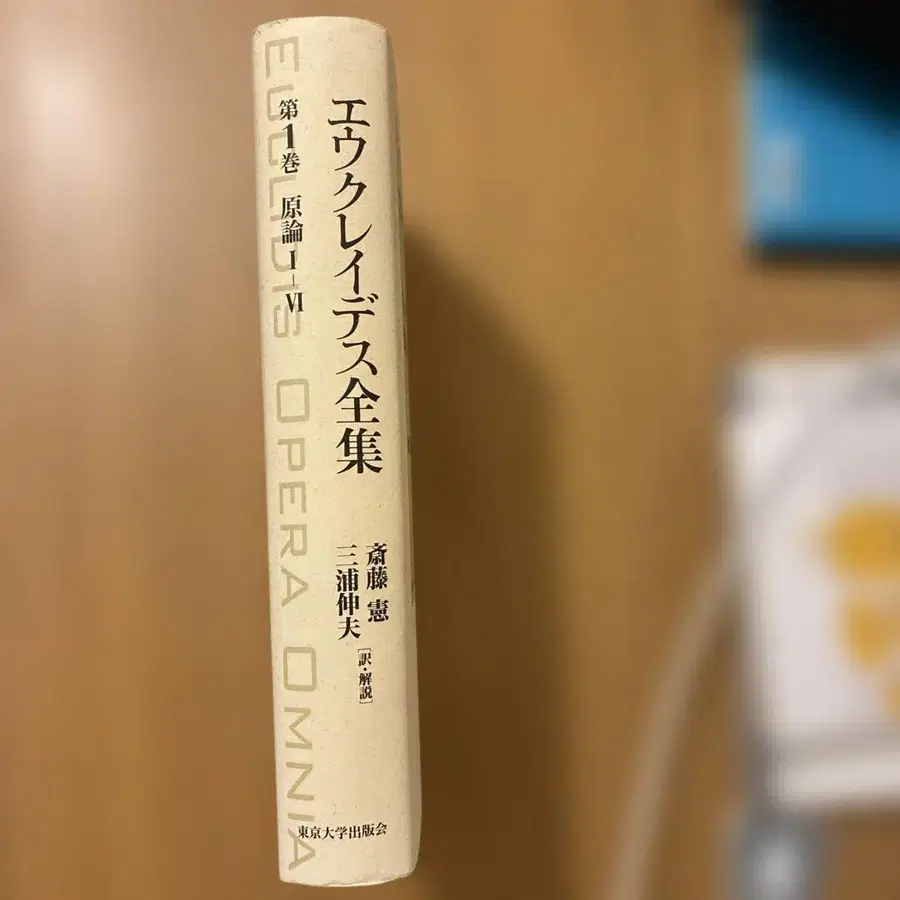 エウクレイデス全集
第1巻 原論 I–VI
斎藤 憲
三浦伸夫
[訳・解説]
東京大学出版会
EUCLIDIS OPERA OMNIA